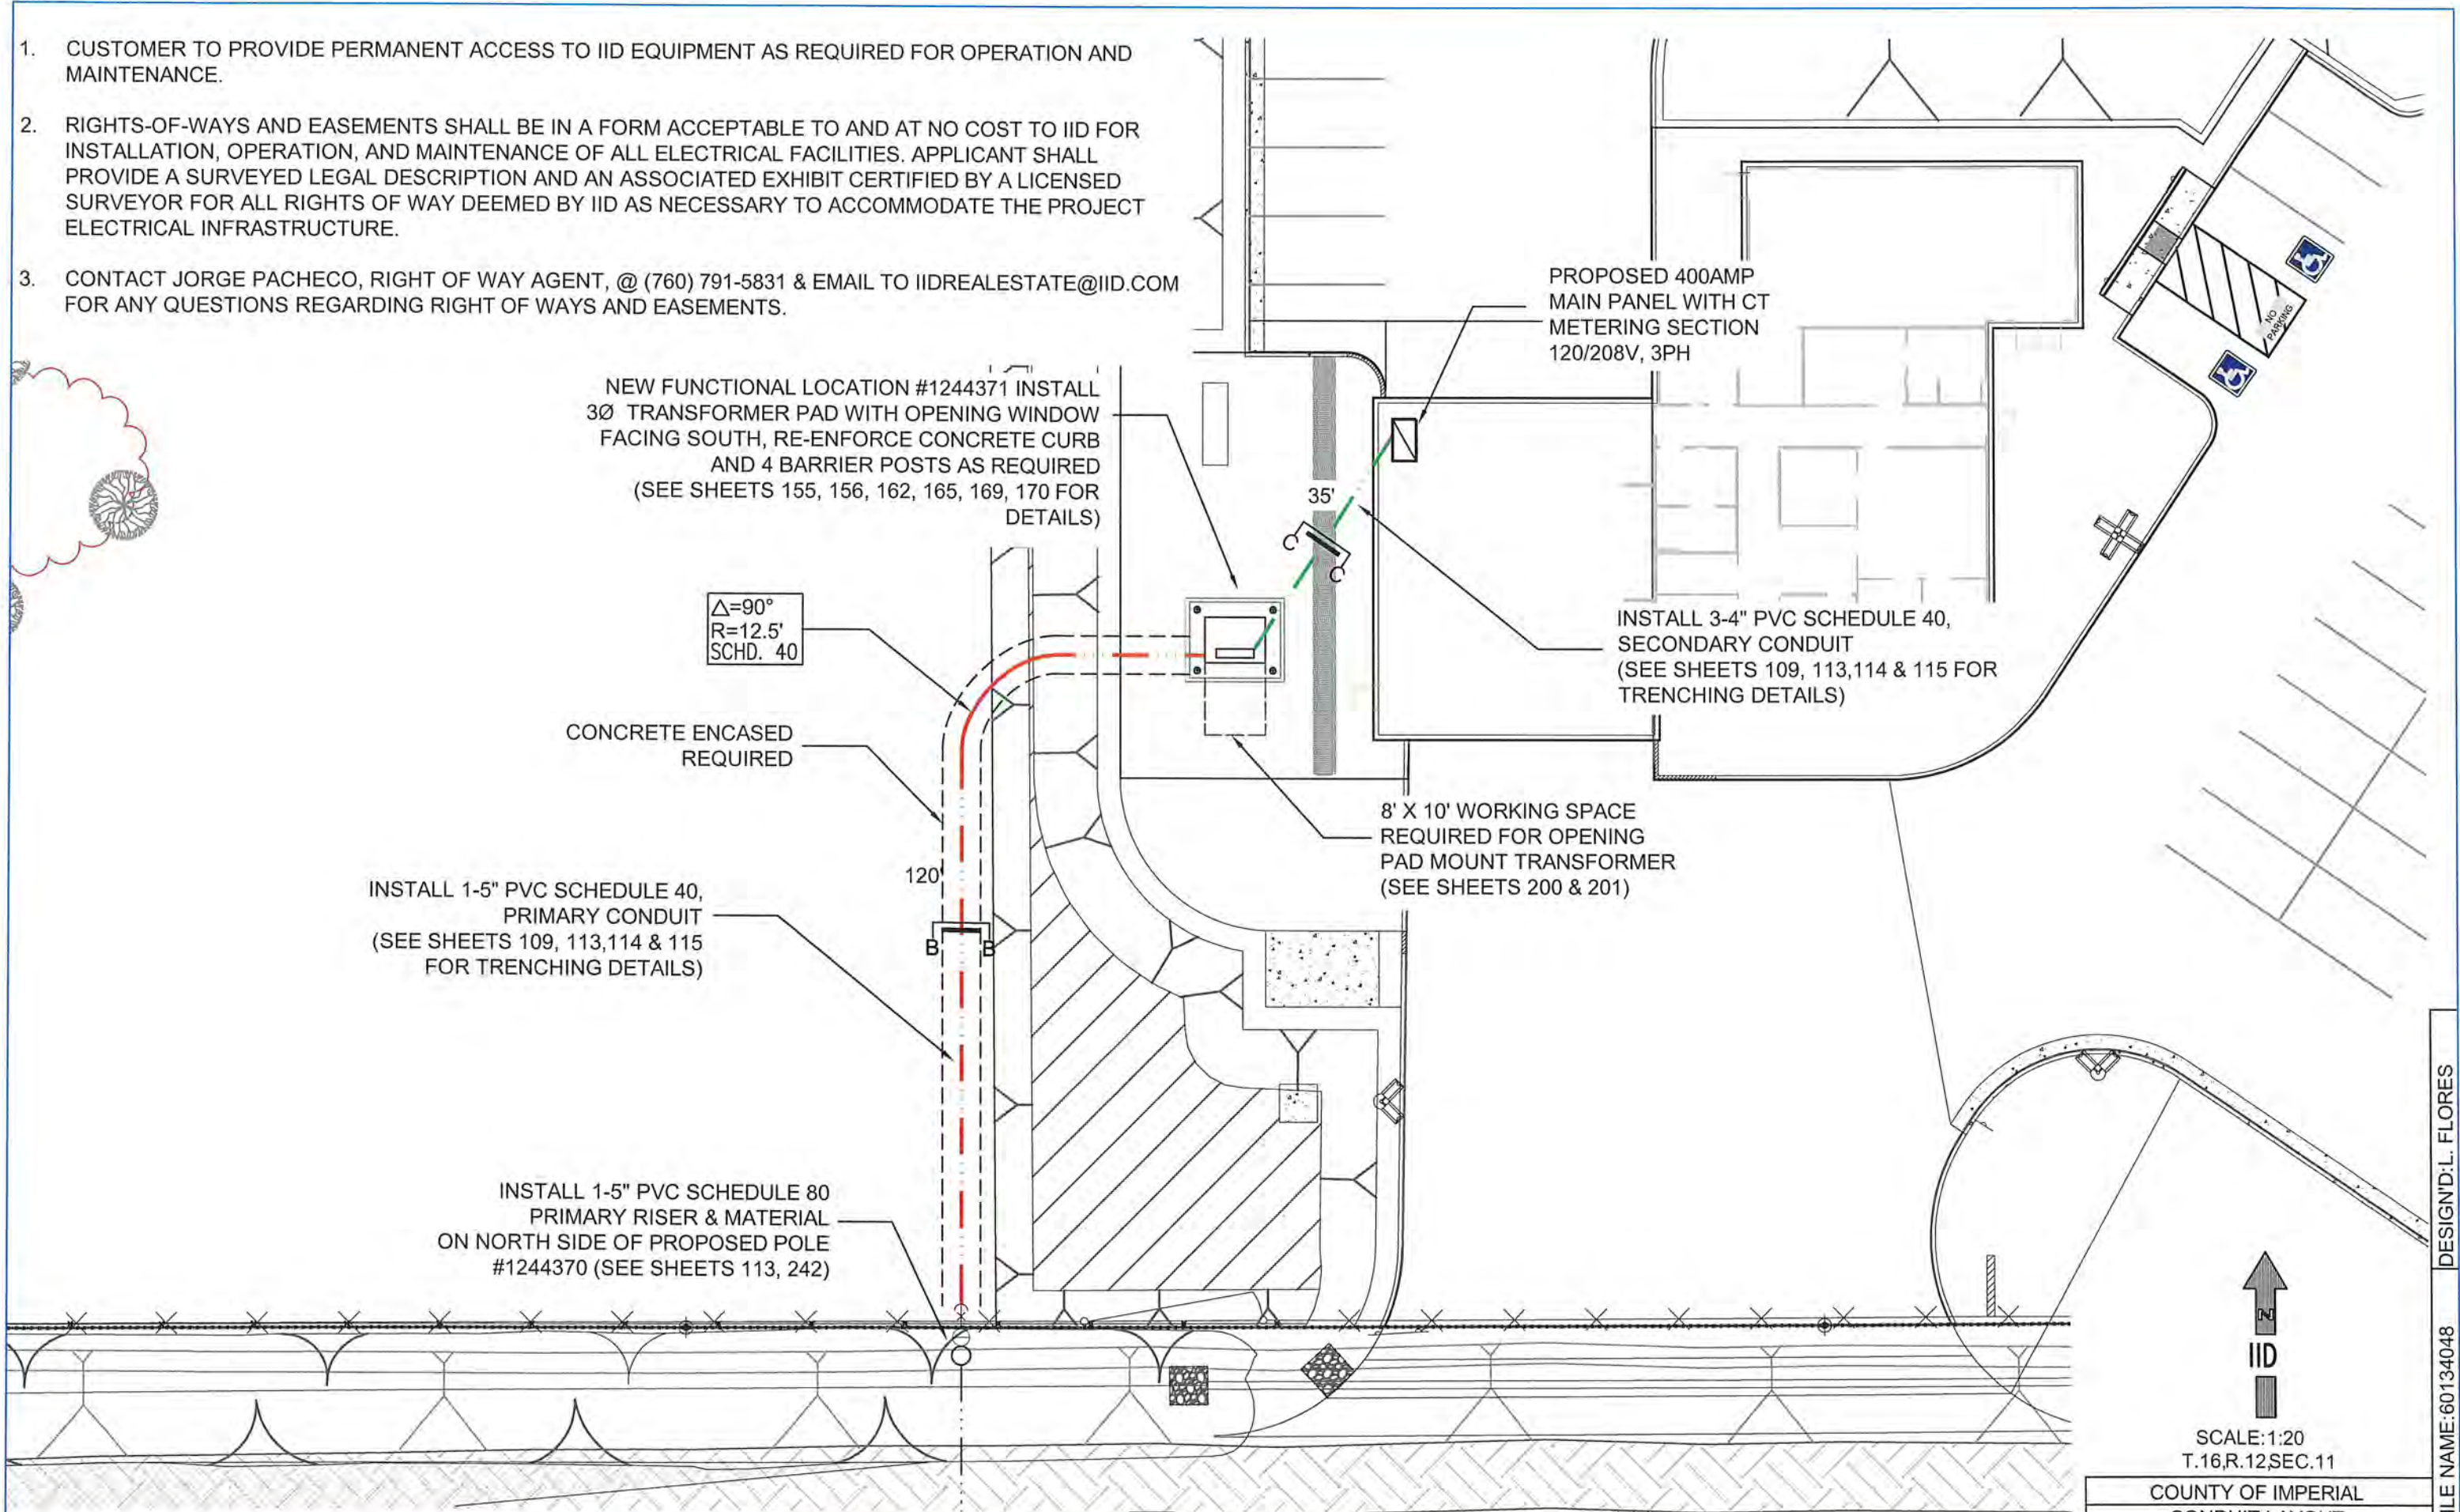 1. CUSTOMER TO PROVIDE PERMANENT ACCESS TO IID EQUIPMENT AS REQUIRED FOR OPERATION AND
MAINTENANCE.
2. RIGHTS-OF-WAYS AND EASEMENTS SHALL BE IN A FORM ACCEPTABLE TO AND AT NO COST TO IID FOR
INSTALLATION, OPERATION, AND MAINTENANCE OF ALL ELECTRICAL FACILITIES. APPLICANT SHALL
PROVIDE A SURVEYED LEGAL DESCRIPTION AND AN ASSOCIATED EXHIBIT CERTIFIED BY A LICENSED
SURVEYOR FOR ALL RIGHTS OF WAY DEEMED BY IID AS NECESSARY TO ACCOMMODATE THE PROJECT
ELECTRICAL INFRASTRUCTURE.
3. CONTACT JORGE PACHECO, RIGHT OF WAY AGENT, @ (760) 791-5831 & EMAIL TO IIDREALESTATE@IID.COM
FOR ANY QUESTIONS REGARDING RIGHT OF WAYS AND EASEMENTS.
PROPOSED 400AMP
MAIN PANEL WITH CT
METERING SECTION
120/208V, 3PH
NO
PARKING
NEW FUNCTIONAL LOCATION #1244371 INSTALL
3Ø TRANSFORMER PAD WITH OPENING WINDOW
FACING SOUTH, RE-ENFORCE CONCRETE CURB
AND 4 BARRIER POSTS AS REQUIRED
(SEE SHEETS 155, 156, 162, 165, 169, 170 FOR
DETAILS)
35'
C
C
△=90°
R=12.5'
SCHD. 40
INSTALL 3-4" PVC SCHEDULE 40,
SECONDARY CONDUIT
(SEE SHEETS 109, 113,114 & 115 FOR
TRENCHING DETAILS)
CONCRETE ENCASED
REQUIRED
8' X 10' WORKING SPACE
REQUIRED FOR OPENING
PAD MOUNT TRANSFORMER
(SEE SHEETS 200 & 201)
120'
INSTALL 1-5" PVC SCHEDULE 40,
PRIMARY CONDUIT
(SEE SHEETS 109, 113,114 & 115
FOR TRENCHING DETAILS)
B B
INSTALL 1-5" PVC SCHEDULE 80
PRIMARY RISER & MATERIAL
ON NORTH SIDE OF PROPOSED POLE
#1244370 (SEE SHEETS 113, 242)
N
IID
SCALE:1:20
T.16,R.12,SEC.11
COUNTY OF IMPERIAL
CONDUIT LAYOUT
DESIGN'D:L. FLORES
NAME:60134048